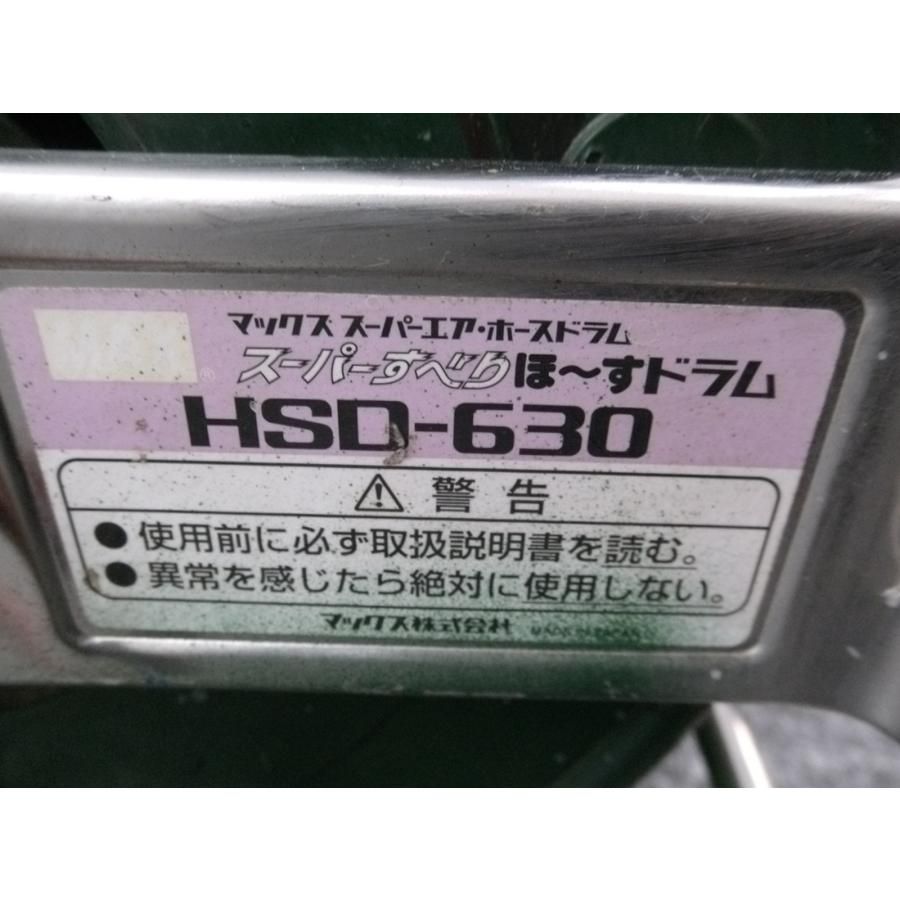 マックス スーパーエア・ホースドラム
スーパーすべりほ〜すドラム
HSD-630
警告
●使用前に必ず取扱説明書を読む。
●異常を感じたら絶対に使用しない。
マックス株式会社 MADE IN JAPAN